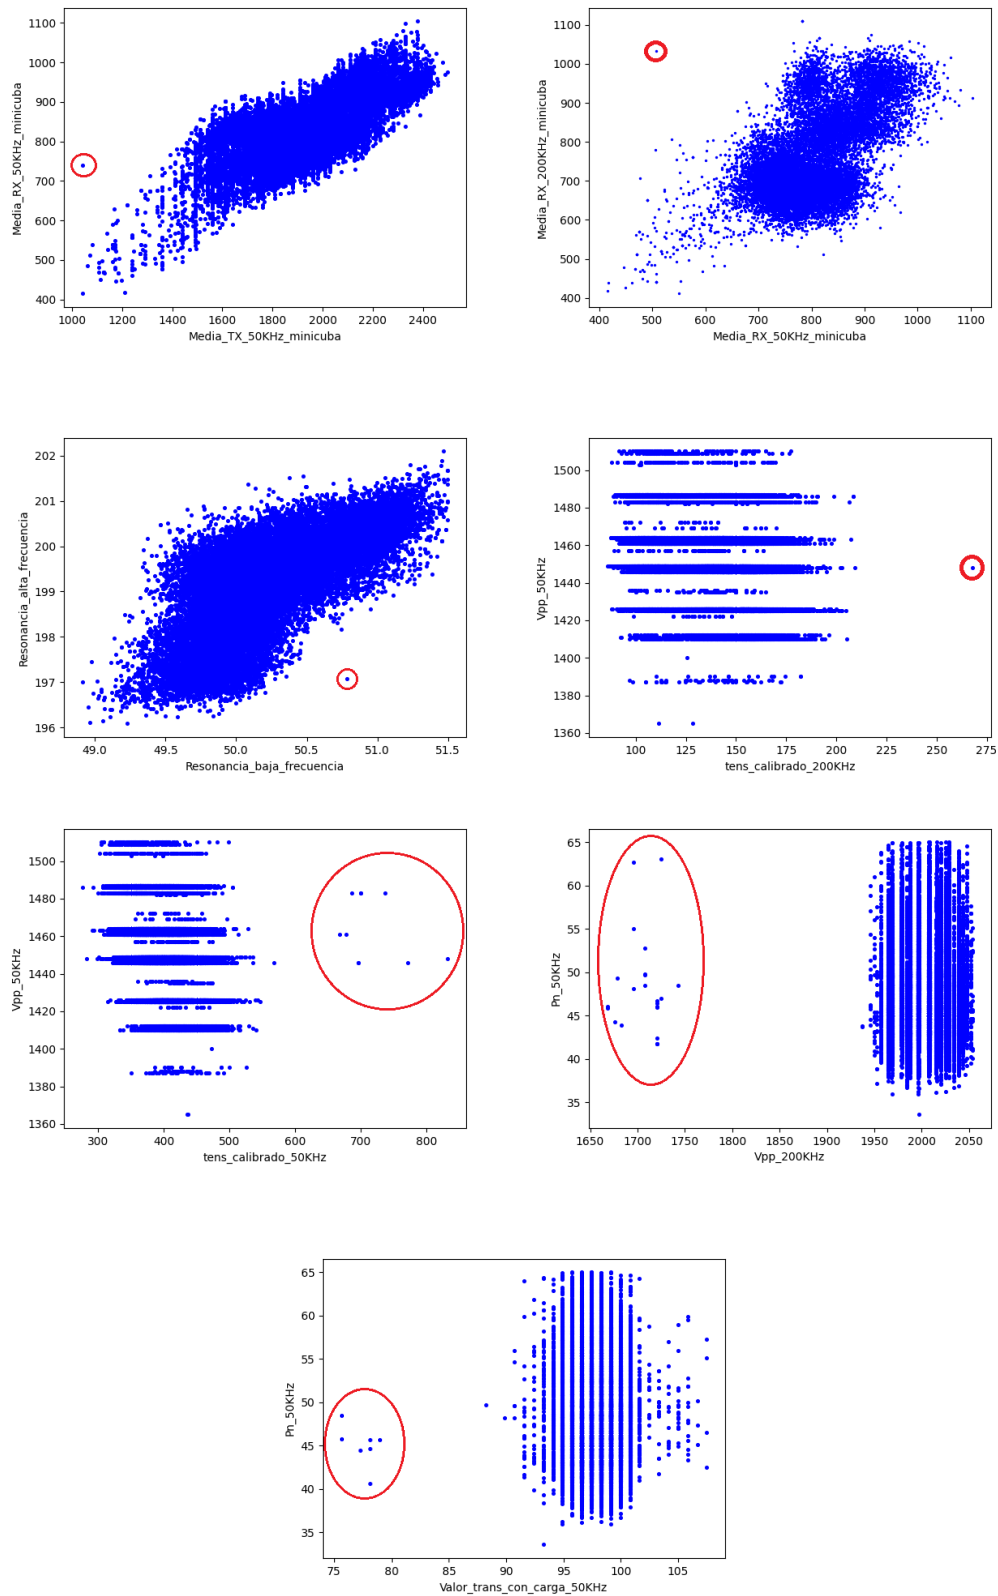 1100
1000
900
800
700
600
500
400
Media_RX_50KHz_minicuba
1000 1200 1400 1600 1800 2000 2200 2400
Media_TX_50KHz_minicuba
1100
1000
900
800
700
600
500
400
Media_RX_200KHz_minicuba
400 500 600 700 800 900 1000 1100
Media_RX_50KHz_minicuba
202
201
200
199
198
197
196
Resonancia_alta_frecuencia
49.0 49.5 50.0 50.5 51.0 51.5
Resonancia_baja_frecuencia
1500
1480
1460
1440
1420
1400
1380
1360
Vpp_50KHz
100 125 150 175 200 225 250 275
tens_calibrado_200KHz
1500
1480
1460
1440
1420
1400
1380
1360
Vpp_50KHz
300 400 500 600 700 800
tens_calibrado_50KHz
65
60
55
50
45
40
35
Pn_50KHz
1650 1700 1750 1800 1850 1900 1950 2000 2050
Vpp_200KHz
65
60
55
50
45
40
35
Pn_50KHz
75 80 85 90 95 100 105
Valor_trans_con_carga_50KHz